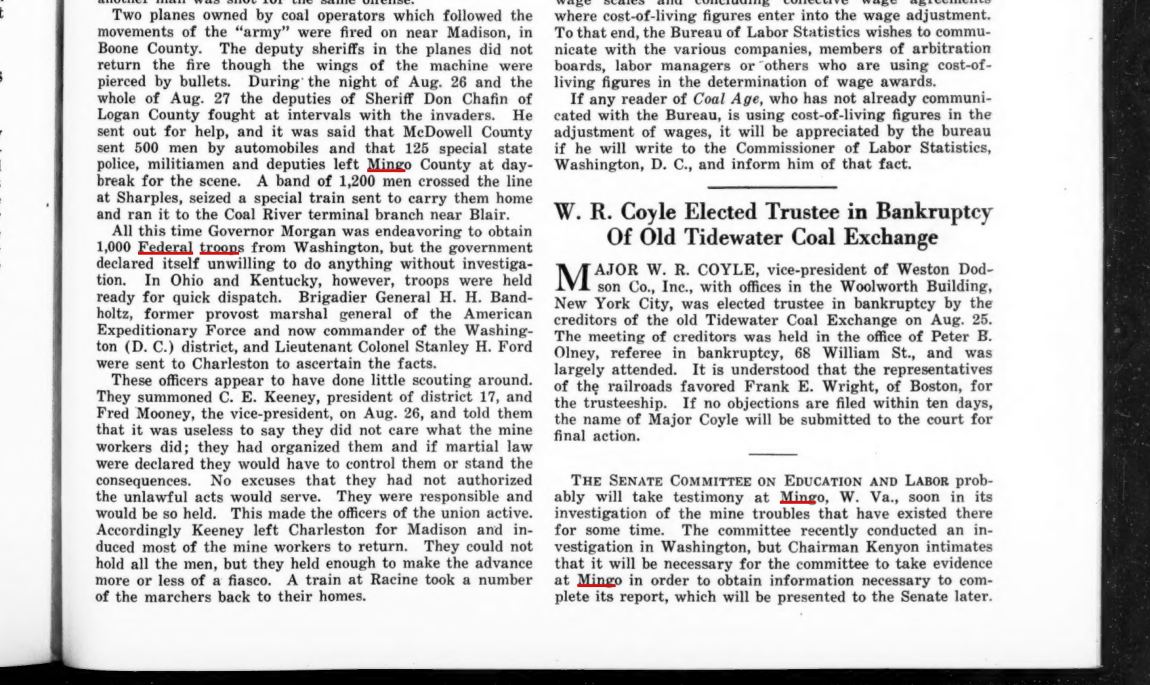 another man was shot for the same offense.
Two planes owned by coal operators which followed the
movements of the “army” were fired on near Madison, in
Boone County. The deputy sheriffs in the planes did not
return the fire though the wings of the machine were
pierced by bullets. During the night of Aug. 26 and the
whole of Aug. 27 the deputies of Sheriff Don Chafin of
Logan County fought at intervals with the invaders. He
sent out for help, and it was said that McDowell County
sent 500 men by automobiles and that 125 special state
police, militiamen and deputies left Mingo County at day-
break for the scene. A band of 1,200 men crossed the line
at Sharples, seized a special train sent to carry them home
and ran it to the Coal River terminal branch near Blair.
All this time Governor Morgan was endeavoring to obtain
1,000 Federal troops from Washington, but the government
declared itself unwilling to do anything without investiga-
tion. In Ohio and Kentucky, however, troops were held
ready for quick dispatch. Brigadier General H. H. Band-
holtz, former provost marshal general of the American
Expeditionary Force and now commander of the Washing-
ton (D. C.) district, and Lieutenant Colonel Stanley H. Ford
were sent to Charleston to ascertain the facts.
These officers appear to have done little scouting around.
They summoned C. E. Keeney, president of district 17, and
Fred Mooney, the vice-president, on Aug. 26, and told them
that it was useless to say they did not care what the mine
workers did; they had organized them and if martial law
were declared they would have to control them or stand the
consequences. No excuses that they had not authorized
the unlawful acts would serve. They were responsible and
would be so held. This made the officers of the union active.
Accordingly Keeney left Charleston for Madison and in-
duced most of the mine workers to return. They could not
hold all the men, but they held enough to make the advance
more or less of a fiasco. A train at Racine took a number
of the marchers back to their homes.
wage scales and concluding collective wage agreements
where cost-of-living figures enter into the wage adjustment.
To that end, the Bureau of Labor Statistics wishes to commu-
nicate with the various companies, members of arbitration
boards, labor managers or others who are using cost-of-
living figures in the determination of wage awards.
If any reader of Coal Age, who has not already communi-
cated with the Bureau, is using cost-of-living figures in the
adjustment of wages, it will be appreciated by the bureau
if he will write to the Commissioner of Labor Statistics,
Washington, D. C., and inform him of that fact.
W. R. Coyle Elected Trustee in Bankruptcy
Of Old Tidewater Coal Exchange
MAJOR W. R. COYLE, vice-president of Weston Dod-
son Co., Inc., with offices in the Woolworth Building,
New York City, was elected trustee in bankruptcy by the
creditors of the old Tidewater Coal Exchange on Aug. 25.
The meeting of creditors was held in the office of Peter B.
Olney, referee in bankruptcy, 68 William St., and was
largely attended. It is understood that the representatives
of the railroads favored Frank E. Wright, of Boston, for
the trusteeship. If no objections are filed within ten days,
the name of Major Coyle will be submitted to the court for
final action.
THE SENATE COMMITTEE ON EDUCATION AND LABOR prob-
ably will take testimony at Mingo, W. Va., soon in its
investigation of the mine troubles that have existed there
for some time. The committee recently conducted an in-
vestigation in Washington, but Chairman Kenyon intimates
that it will be necessary for the committee to take evidence
at Mingo in order to obtain information necessary to com-
plete its report, which will be presented to the Senate later.